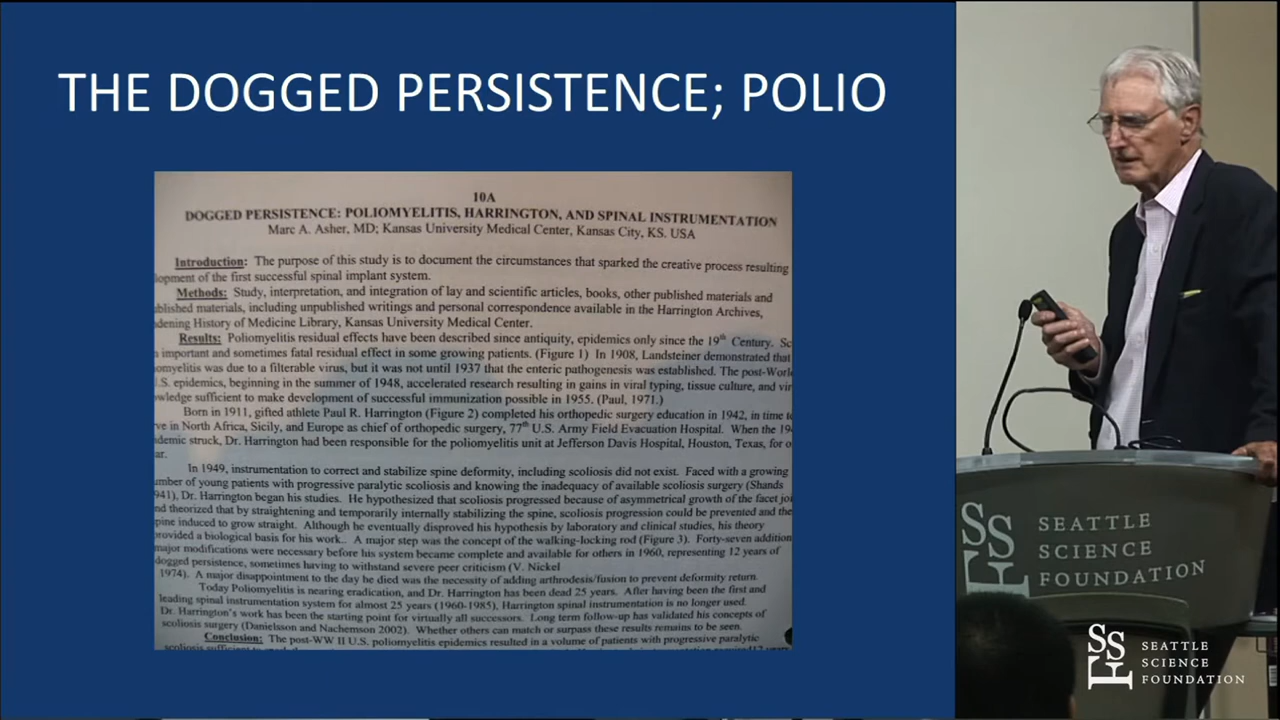 THE DOGGED PERSISTENCE; POLIO
10A
DOGGED PERSISTENCE: POLIOMYELITIS, HARRINGTON, AND SPINAL INSTRUMENTATION
Marc A. Asher, MD; Kansas University Medical Center, Kansas City, KS. USA
Introduction: The purpose of this study is to document the circumstances that sparked the creative process resulting
lopment of the first successful spinal implant system.
Methods: Study, interpretation, and integration of lay and scientific articles, books, other published materials and
blished materials, including unpublished writings and personal correspondence available in the Harrington Archives,
dening History of Medicine Library, Kansas University Medical Center.
Results: Poliomyelitis residual effects have been described since antiquity, epidemics only since the 19th Century. Sc
important and sometimes fatal residual effect in some growing patients. (Figure 1) In 1908, Landsteiner demonstrated that
omyelitis was due to a filterable virus, but it was not until 1937 that the enteric pathogenesis was established. The post-Worl
.S. epidemics, beginning in the summer of 1948, accelerated research resulting in gains in viral typing, tissue culture, and vir
wledge sufficient to make development of successful immunization possible in 1955. (Paul, 1971.)
Born in 1911, gifted athlete Paul R. Harrington (Figure 2) completed his orthopedic surgery education in 1942, in time to
ve in North Africa, Sicily, and Europe as chief of orthopedic surgery, 77th U.S. Army Field Evacuation Hospital. When the 19
demic struck, Dr. Harrington had been responsible for the poliomyelitis unit at Jefferson Davis Hospital, Houston, Texas, for o
ar.
In 1949, instrumentation to correct and stabilize spine deformity, including scoliosis did not exist. Faced with a growing
mber of young patients with progressive paralytic scoliosis and knowing the inadequacy of available scoliosis surgery (Shands
941), Dr. Harrington began his studies. He hypothesized that scoliosis progressed because of asymmetrical growth of the facet joi
nd theorized that by straightening and temporarily internally stabilizing the spine, scoliosis progression could be prevented and the
spine induced to grow straight. Although he eventually disproved his hypothesis by laboratory and clinical studies, his theory
provided a biological basis for his work.. A major step was the concept of the walking-locking rod (Figure 3). Forty-seven addition
major modifications were necessary before his system became complete and available for others in 1960, representing 12 years of
dogged persistence, sometimes having to withstand severe peer criticism (V. Nickel
1974). A major disappointment to the day he died was the necessity of adding arthrodesis/fusion to prevent deformity return.
Today Poliomyelitis is nearing eradication, and Dr. Harrington has been dead 25 years. After having been the first and
leading spinal instrumentation system for almost 25 years (1960-1985), Harrington spinal instrumentation is no longer used.
Dr. Harrington's work has been the starting point for virtually all successors. Long term follow-up has validated his concepts of
scoliosis surgery (Danielsson and Nachemson 2002). Whether others can match or surpass these results remains to be seen.
Conclusion: The post-WW II U.S. poliomyelitis epidemics resulted in a volume of patients with progressive paralytic
SSF
SEATTLE
SCIENCE
FOUNDATION
SSF
SEATTLE
SCIENCE
FOUNDATION